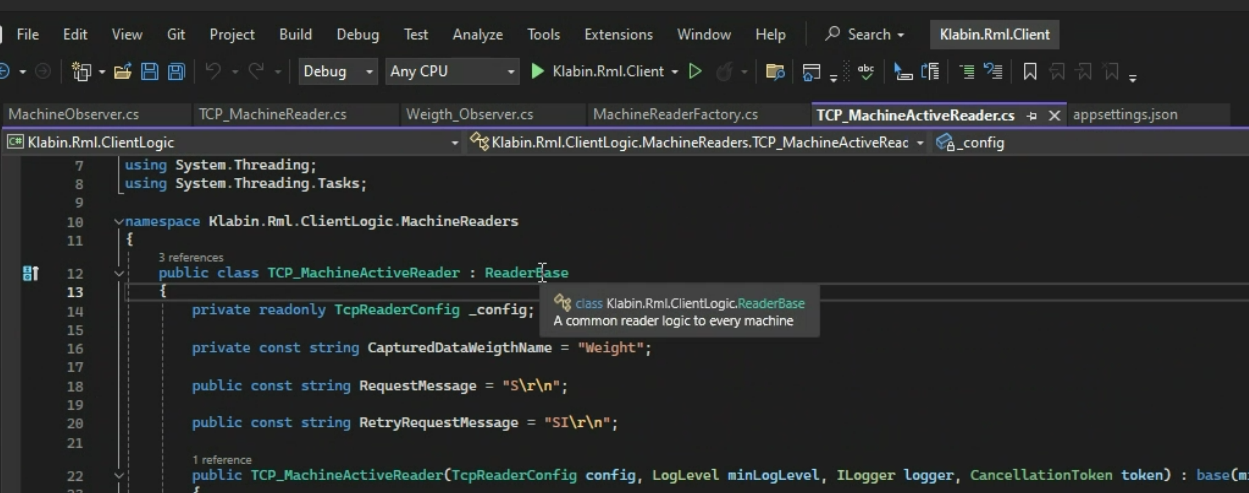 File Edit View Git Project Build Debug Test Analyze Tools Extensions Window Help Search Klabin.Rml.Client
Debug Any CPU Klabin.Rml.Client abc
MachineObserver.cs TCP_MachineReader.cs Weigth_Observer.cs MachineReaderFactory.cs TCP_MachineActiveReader.cs appsettings.json
C# Klabin.Rml.ClientLogic Klabin.Rml.ClientLogic.MachineReaders.TCP_MachineActiveReac _config
7 using System.Threading;
8 using System.Threading.Tasks;
9
10 namespace Klabin.Rml.ClientLogic.MachineReaders
11 {
3 references
12 public class TCP_MachineActiveReader : ReaderBase
13 {
class Klabin.Rml.ClientLogic.ReaderBase
A common reader logic to every machine
14 private readonly TcpReaderConfig _config;
15
16 private const string CapturedDataWeigthName = "Weight";
17
18 public const string RequestMessage = "S\r\n";
19
20 public const string RetryRequestMessage = "SI\r\n";
21
1 reference
22 public TCP_MachineActiveReader(TcpReaderConfig config, LogLevel minLogLevel, ILogger logger, CancellationToken token) : base(m
23 {